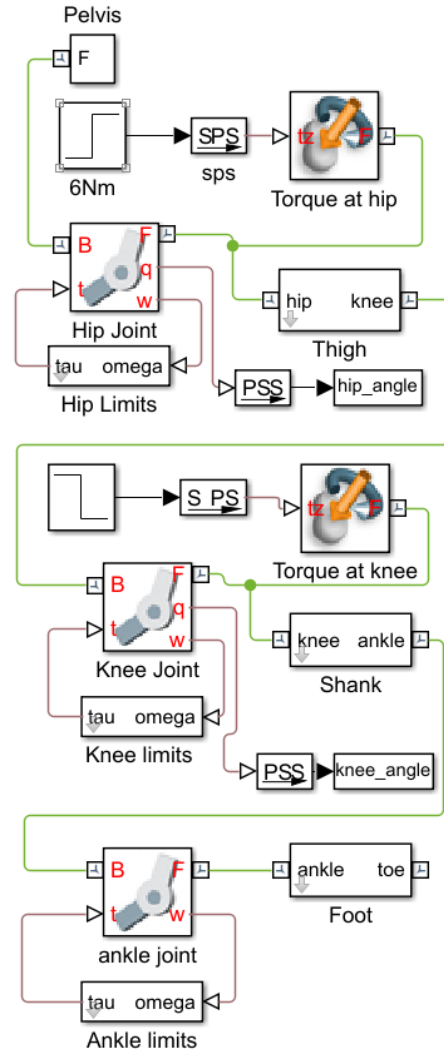 Pelvis
F
6Nm
SPS
sps
tz F
Torque at hip
B F
t q
w
Hip Joint
hip knee
Thigh
tau omega
Hip Limits
PSS
hip_angle
S PS
tz F
Torque at knee
B F
t q
w
Knee Joint
knee ankle
Shank
tau omega
Knee limits
PSS
knee_angle
B F
t w
ankle joint
ankle toe
Foot
tau omega
Ankle limits